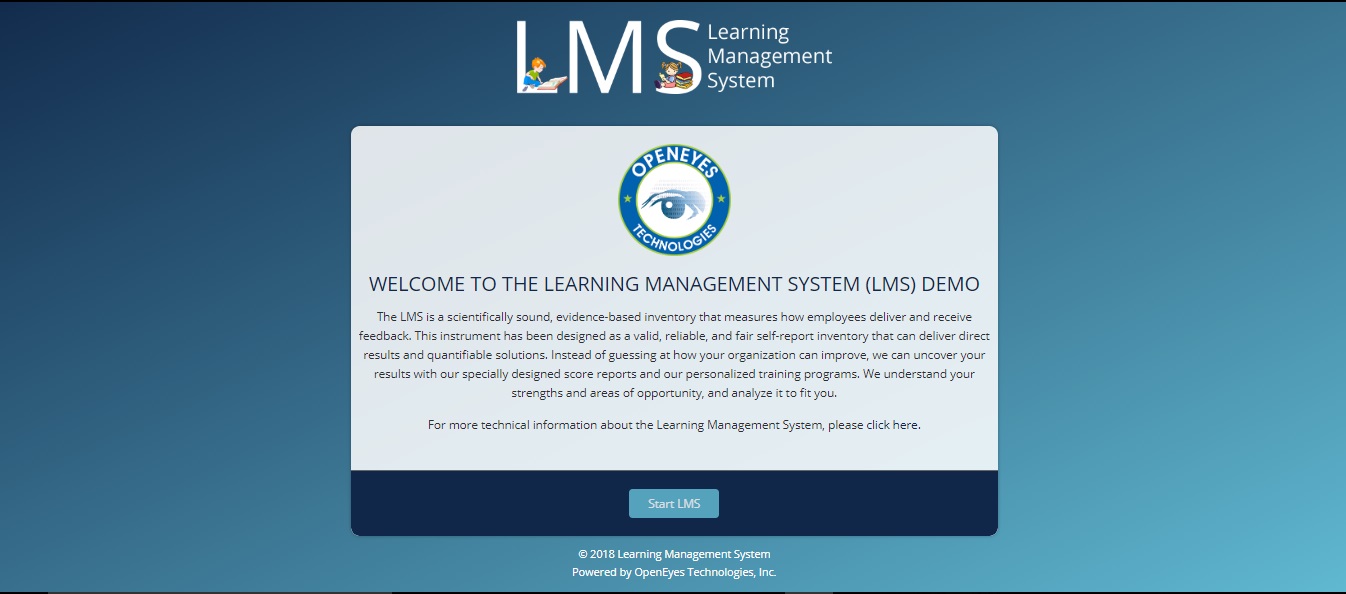 LMS
Learning
Management
System
OPENEYES
TECHNOLOGIES
WELCOME TO THE LEARNING MANAGEMENT SYSTEM (LMS) DEMO
The LMS is a scientifically sound, evidence-based inventory that measures how employees deliver and receive
feedback. This instrument has been designed as a valid, reliable, and fair self-report inventory that can deliver direct
results and quantifiable solutions. Instead of guessing at how your organization can improve, we can uncover your
results with our specially designed score reports and our personalized training programs. We understand your
strengths and areas of opportunity, and analyze it to fit you.
For more technical information about the Learning Management System, please click here.
Start LMS
© 2018 Learning Management System
Powered by OpenEyes Technologies, Inc.